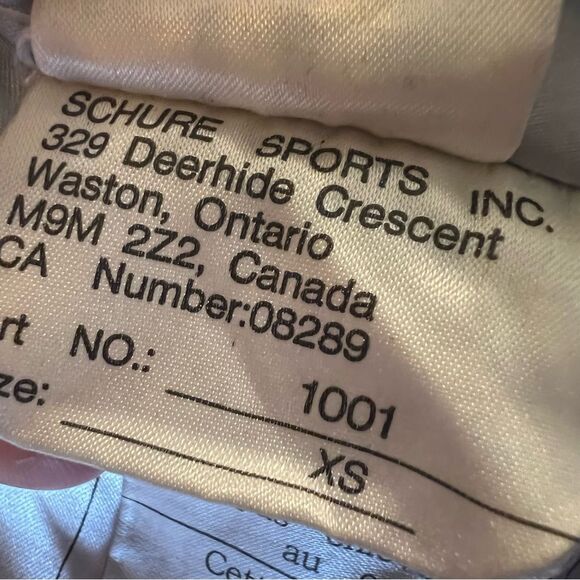 SCHURE SPORTS INC.
329 Deerhide Crescent
Waston, Ontario
M9M 2Z2, Canada
CA Number:08289
rt NO.: 1001
ze: XS
au
Cet